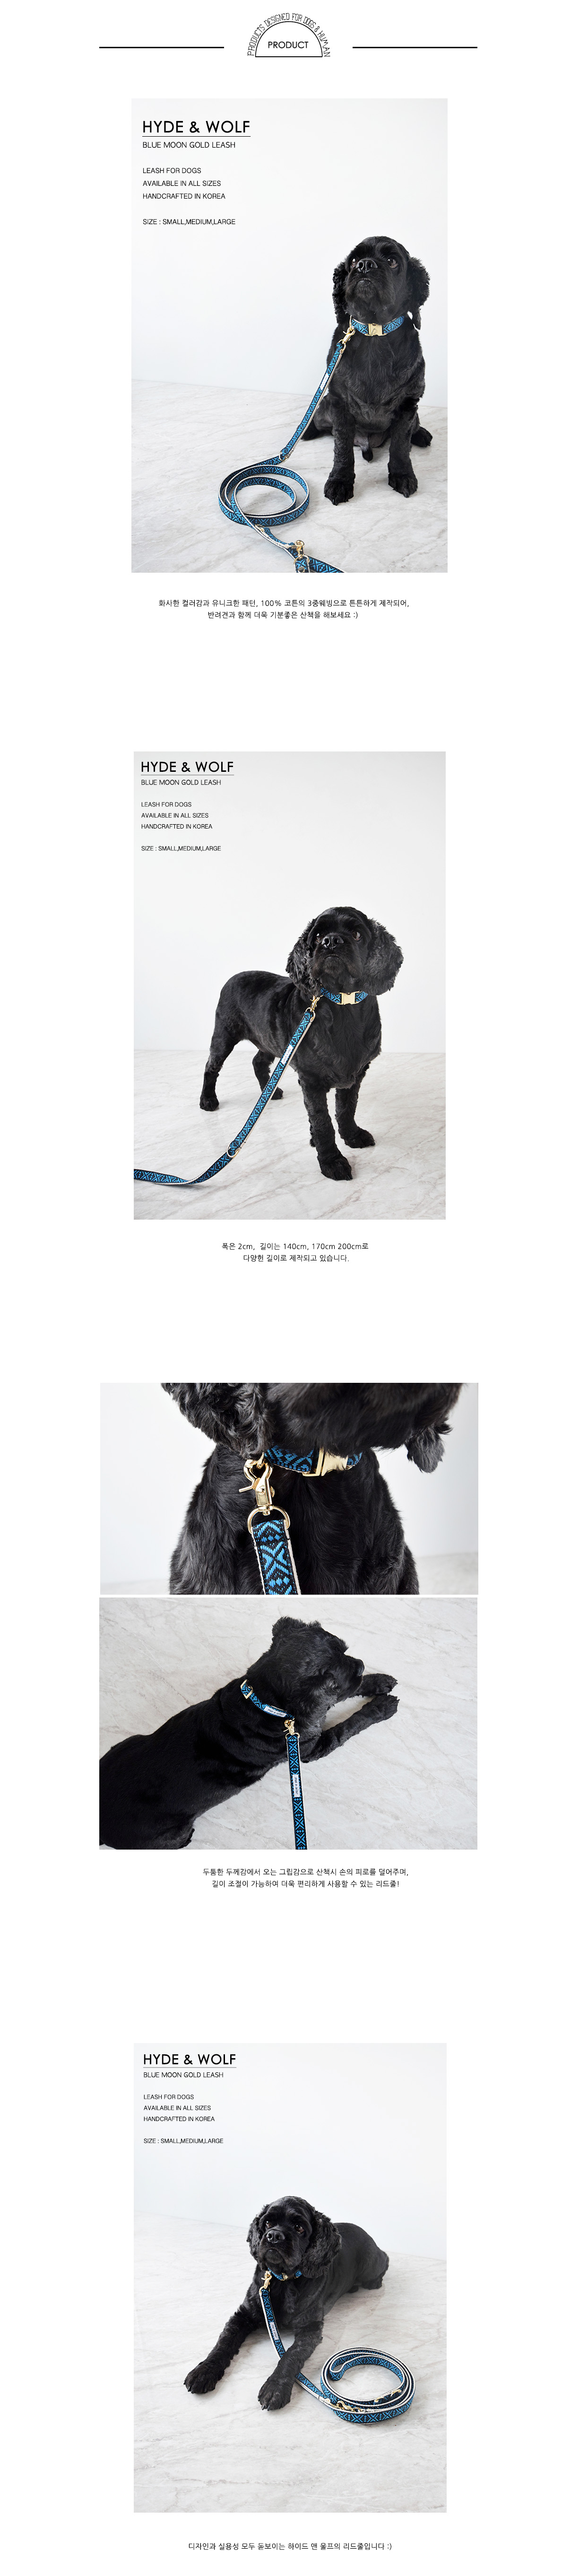 PRODUCTS DESIGNED FOR DOGS & HUMAN
PRODUCT
HYDE & WOLF
BLUE MOON GOLD LEASH
LEASH FOR DOGS
AVAILABLE IN ALL SIZES
HANDCRAFTED IN KOREA
SIZE : SMALL,MEDIUM,LARGE
화사한 컬러감과 유니크한 패턴, 100% 코튼의 3중웨빙으로 튼튼하게 제작되어,
반려견과 함께 더욱 기분좋은 산책을 해보세요 :)
HYDE & WOLF
BLUE MOON GOLD LEASH
LEASH FOR DOGS
AVAILABLE IN ALL SIZES
HANDCRAFTED IN KOREA
SIZE : SMALL,MEDIUM,LARGE
폭은 2cm, 길이는 140cm, 170cm 200cm로
다양헌 길이로 제작되고 있습니다.
두툼한 두께감에서 오는 그립감으로 산책시 손의 피로를 덜어주며,
길이 조절이 가능하여 더욱 편리하게 사용할 수 있는 리드줄!
HYDE & WOLF
BLUE MOON GOLD LEASH
LEASH FOR DOGS
AVAILABLE IN ALL SIZES
HANDCRAFTED IN KOREA
SIZE : SMALL,MEDIUM,LARGE
디자인과 실용성 모두 돋보이는 하이드 앤 울프의 리드줄입니다 :)